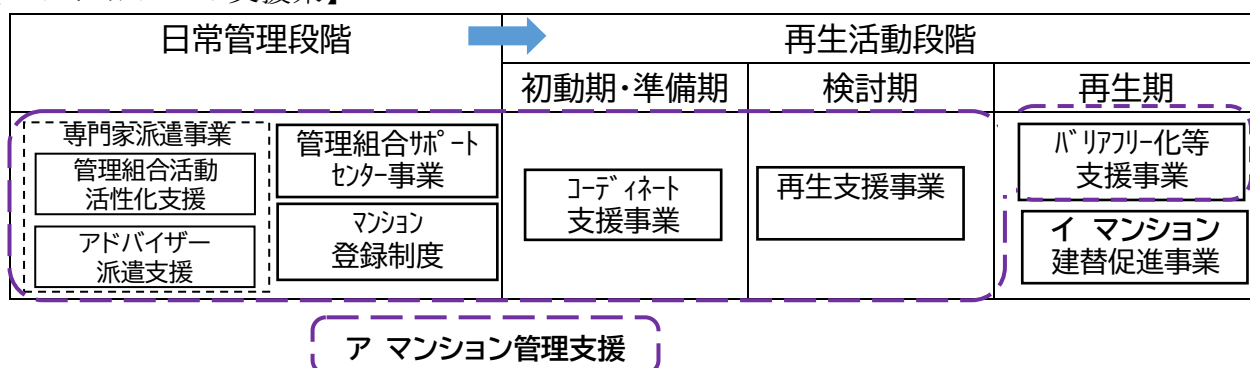 日常管理段階
再生活動段階
初動期・準備期
検討期
再生期
専門家派遣事業
管理組合活動
活性化支援
アドバイザー
派遣支援
管理組合ｻﾎﾟｰﾄ
ｾﾝﾀｰ事業
ﾏﾝｼｮﾝ
登録制度
ｺｰﾃﾞｨﾈｰﾄ
支援事業
再生支援事業
ﾊﾞﾘｱﾌﾘｰ化等
支援事業
イ マンション
建替促進事業
ア マンション管理支援